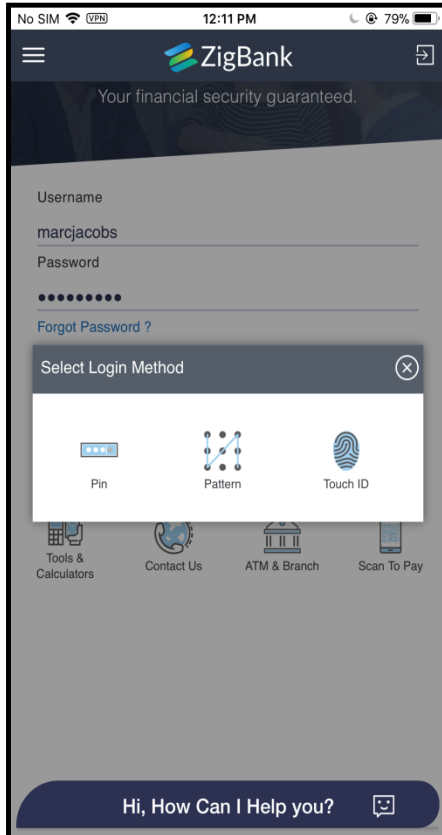 No SIM VPN 12:11 PM 79%
ZigBank
Your financial security guaranteed.
Username
marcjacobs
Password
•••••••••
Forgot Password ?
Select Login Method
Pin Pattern Touch ID
Tools & Calculators
Contact Us
ATM & Branch
Scan To Pay
Hi, How Can I Help you?